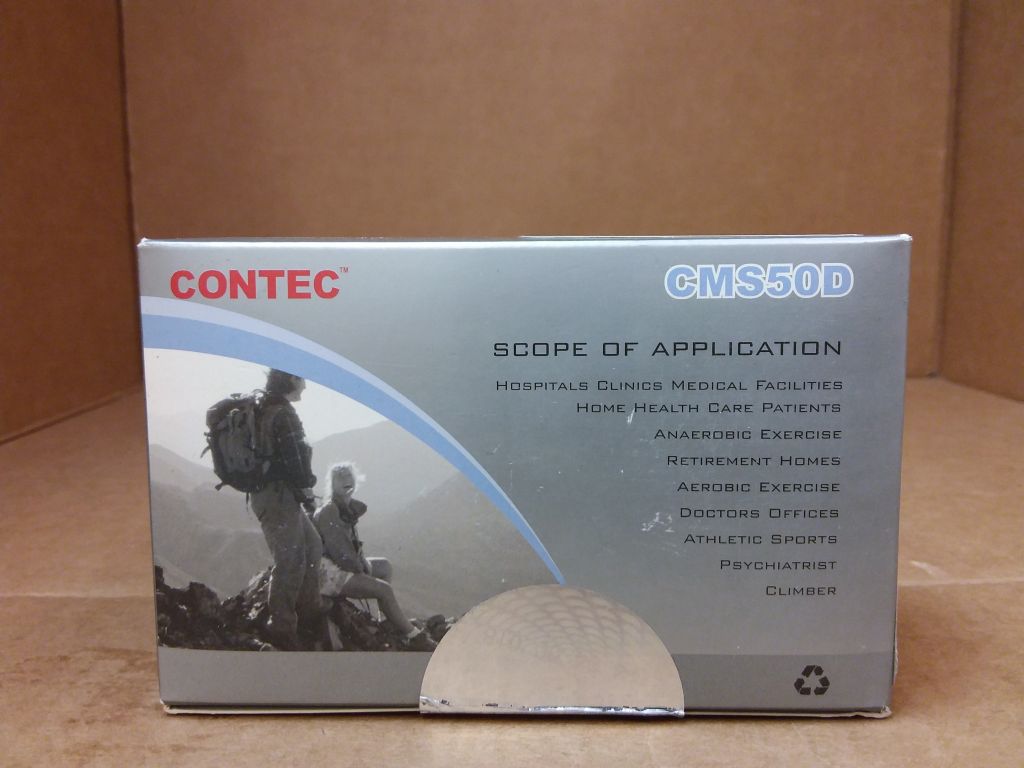 CONTEC™
CMS50D
SCOPE OF APPLICATION
HOSPITALS CLINICS MEDICAL FACILITIES
HOME HEALTH CARE PATIENTS
ANAEROBIC EXERCISE
RETIREMENT HOMES
AEROBIC EXERCISE
DOCTORS OFFICES
ATHLETIC SPORTS
PSYCHIATRIST
CLIMBER